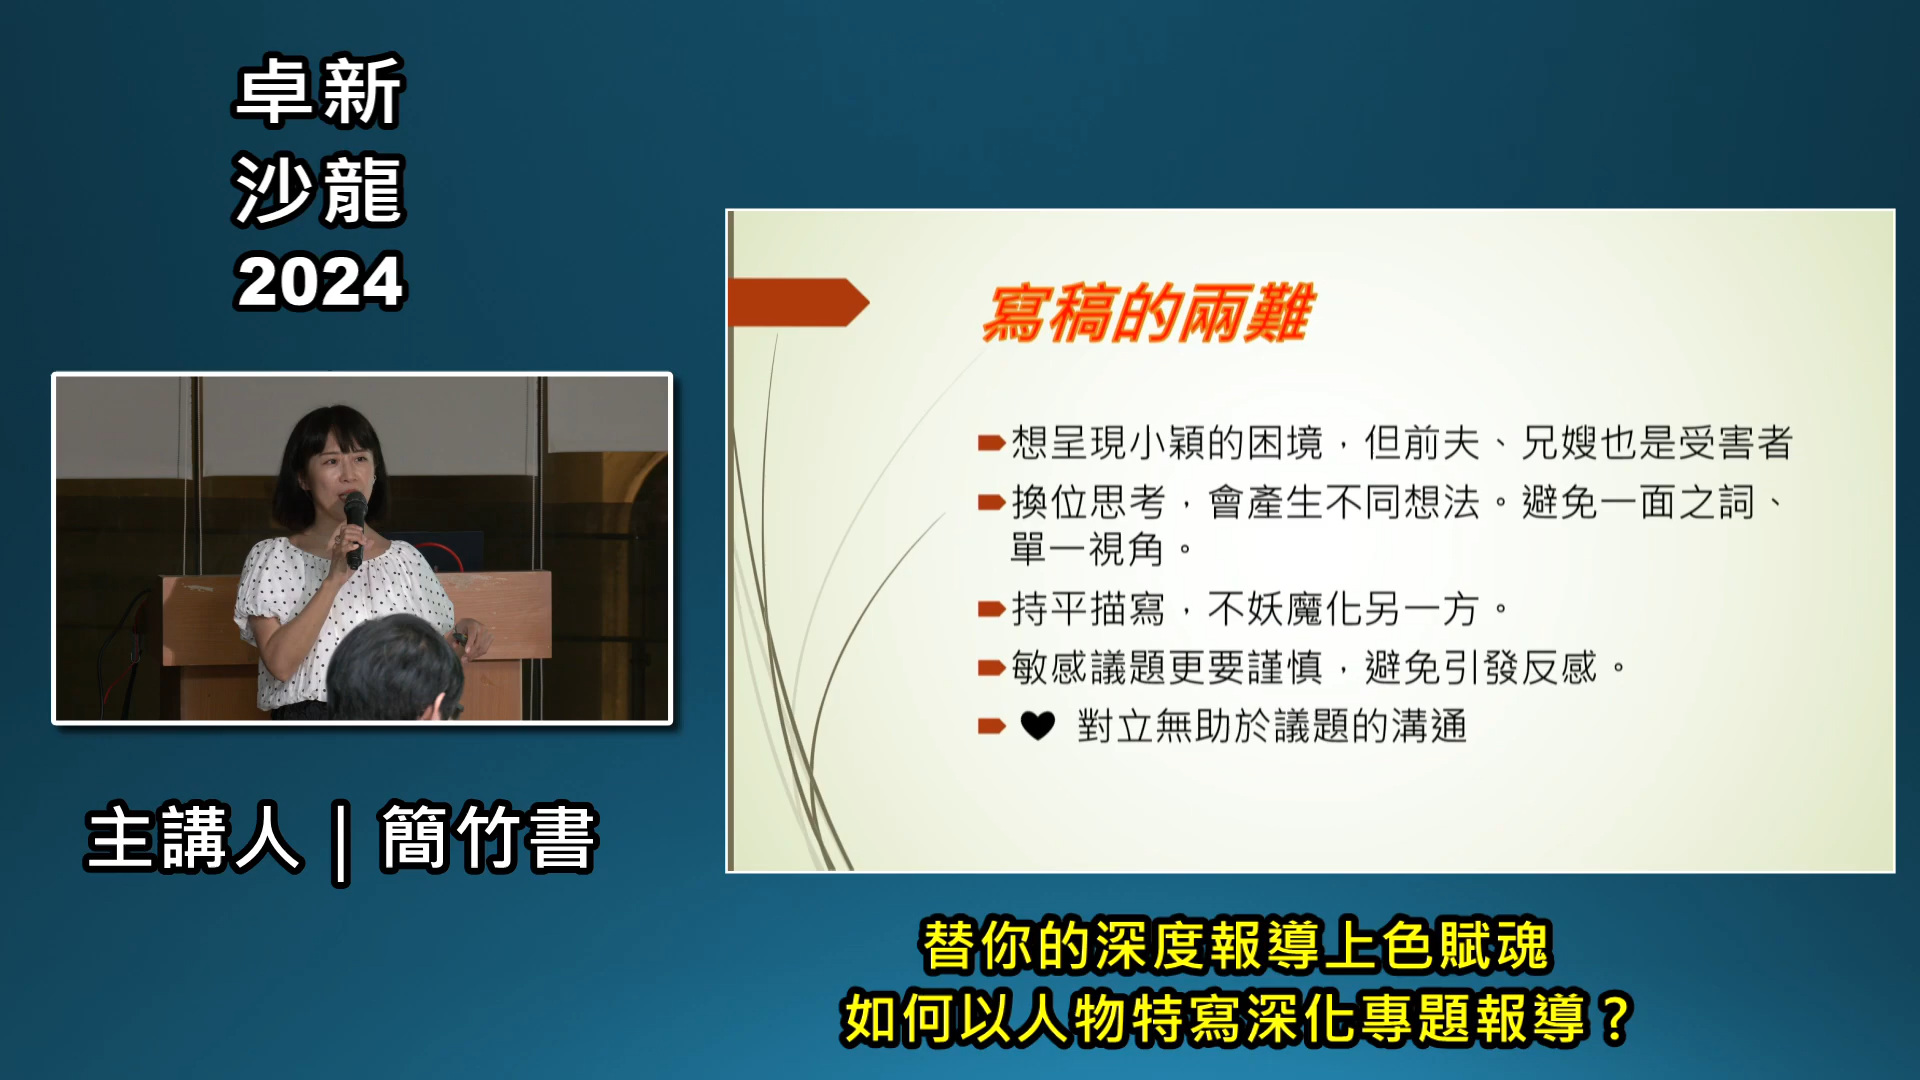 卓新
沙龍
2024
主講人｜簡竹書
寫稿的兩難
想呈現小穎的困境，但前夫、兄嫂也是受害者
換位思考，會產生不同想法。避免一面之詞、
單一視角。
持平描寫，不妖魔化另一方。
敏感議題更要謹慎，避免引發反感。
♥ 對立無助於議題的溝通
替你的深度報導上色賦魂
如何以人物特寫深化專題報導？